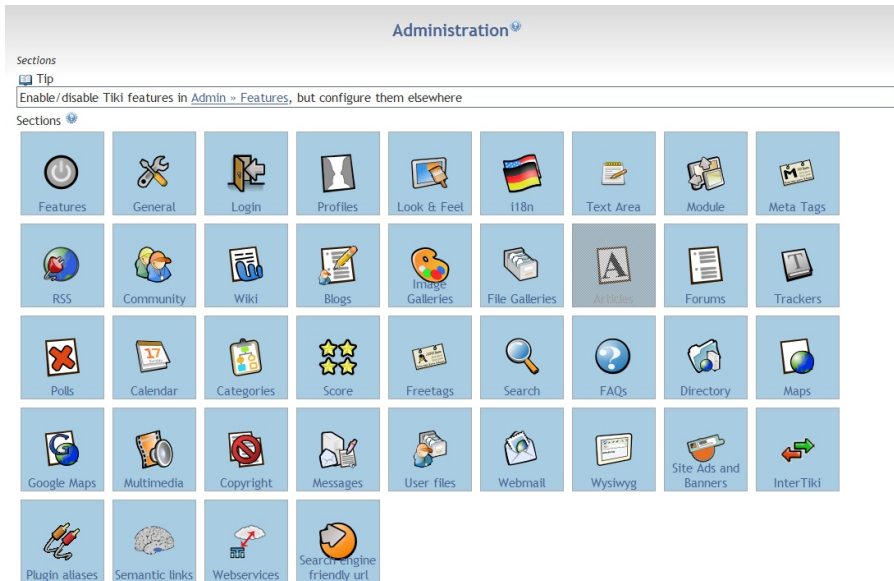 Administration
Sections
Tip
Enable/disable Tiki features in Admin » Features, but configure them elsewhere
Sections
Features General Login Profiles Look & Feel i18n Text Area Module Meta Tags
RSS Community Wiki Blogs Image Galleries File Galleries Articles Forums Trackers
Polls Calendar Categories Score Freetags Search FAQs Directory Maps
Google Maps Multimedia Copyright Messages User files Webmail Wysiwyg Site Ads and Banners InterTiki
Plugin aliases Semantic links Webservices Search engine friendly url